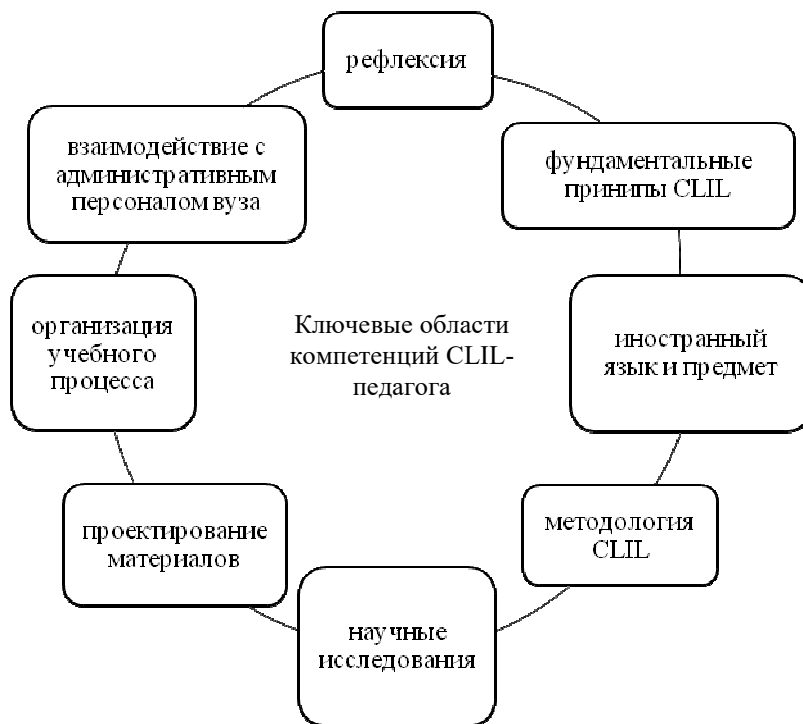 рефлексия
взаимодействие с
административным
персоналом вуза
фундаментальные
принипы CLIL
организация
учебного
процесса
Ключевые области
компетенций CLIL-
педагога
иностранный
язык и предмет
проектирование
материалов
методология
CLIL
научные
исследования